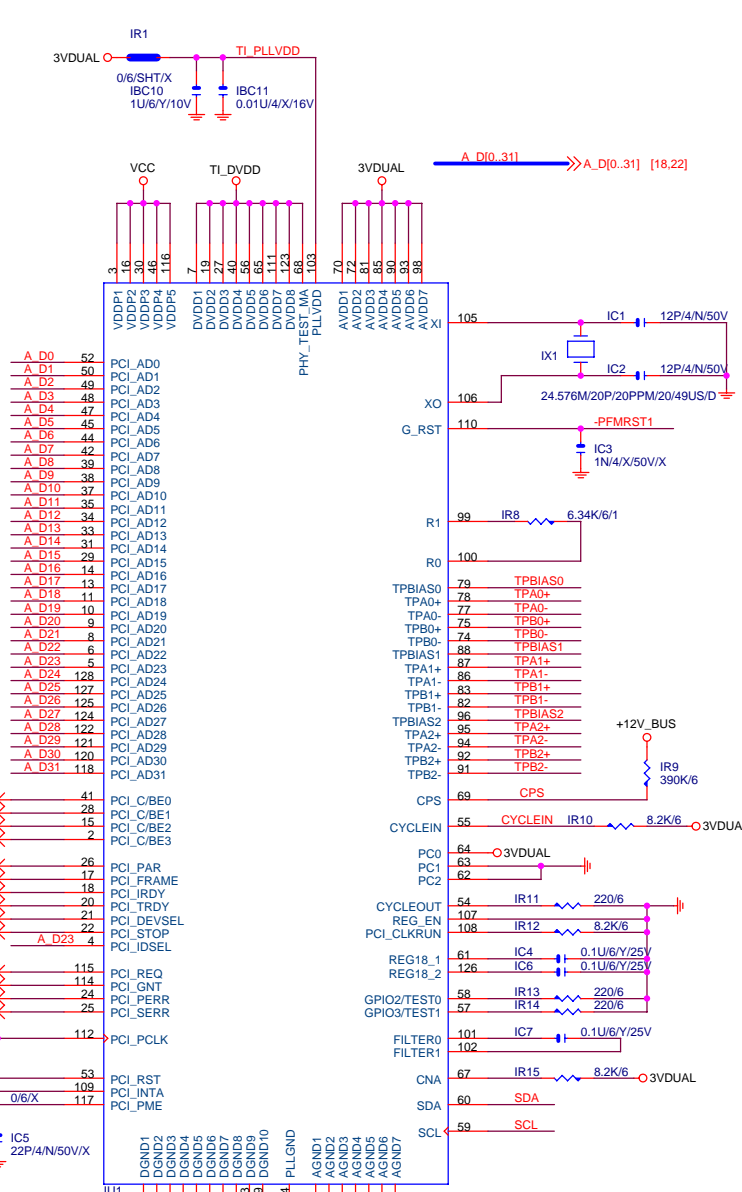 IR1
3VDUAL
TI_PLLVDD
0/6/SHT/X
IBC10
1U/6/Y/10V
IBC11
0.01U/4/X/16V
VCC
TI_DVDD
3VDUAL
A_D[0..31]
A_D[0..31] [18,22]
3 16 30 46 116
7 19 27 40 56 65 111 123 68 103
70 72 81 85 90 93 98
VDDP1 VDDP2 VDDP3 VDDP4 VDDP5
DVDD1 DVDD2 DVDD3 DVDD4 DVDD5 DVDD6 DVDD7 DVDD8 PHY_TEST_MA PLLVDD
AVDD1 AVDD2 AVDD3 AVDD4 AVDD5 AVDD6 AVDD7
A_D0 52 PCI_AD0
A_D1 50 PCI_AD1
A_D2 49 PCI_AD2
A_D3 48 PCI_AD3
A_D4 47 PCI_AD4
A_D5 45 PCI_AD5
A_D6 44 PCI_AD6
A_D7 42 PCI_AD7
A_D8 39 PCI_AD8
A_D9 38 PCI_AD9
A_D10 37 PCI_AD10
A_D11 35 PCI_AD11
A_D12 34 PCI_AD12
A_D13 33 PCI_AD13
A_D14 31 PCI_AD14
A_D15 29 PCI_AD15
A_D16 14 PCI_AD16
A_D17 13 PCI_AD17
A_D18 11 PCI_AD18
A_D19 10 PCI_AD19
A_D20 9 PCI_AD20
A_D21 8 PCI_AD21
A_D22 6 PCI_AD22
A_D23 5 PCI_AD23
A_D24 128 PCI_AD24
A_D25 127 PCI_AD25
A_D26 125 PCI_AD26
A_D27 124 PCI_AD27
A_D28 122 PCI_AD28
A_D29 121 PCI_AD29
A_D30 120 PCI_AD30
A_D31 118 PCI_AD31
41 PCI_C/BE0
28 PCI_C/BE1
15 PCI_C/BE2
2 PCI_C/BE3
26 PCI_PAR
17 PCI_FRAME
18 PCI_IRDY
20 PCI_TRDY
21 PCI_DEVSEL
22 PCI_STOP
A_D23 4 PCI_IDSEL
115 PCI_REQ
114 PCI_GNT
24 PCI_PERR
25 PCI_SERR
112 PCI_PCLK
53 PCI_RST
109 PCI_INTA
0/6/X 117 PCI_PME
IC5
22P/4/N/50V/X
XI 105 IC1 12P/4/N/50V
IX1
IC2 12P/4/N/50V
24.576M/20P/20PPM/20/49US/D
XO 106
G_RST 110 -PFMRST1
IC3
1N/4/X/50V/X
R1 99 IR8 6.34K/6/1
R0 100
TPBIAS0 79 TPBIAS0
TPA0+ 78 TPA0+
TPA0- 77 TPA0-
TPB0+ 75 TPB0+
TPB0- 74 TPB0-
TPBIAS1 88 TPBIAS1
TPA1+ 87 TPA1+
TPA1- 86 TPA1-
TPB1+ 83 TPB1+
TPB1- 82 TPB1-
TPBIAS2 96 TPBIAS2
TPA2+ 95 TPA2+
TPA2- 94 TPA2-
TPB2+ 92 TPB2+
TPB2- 91 TPB2-
+12V_BUS
IR9
390K/6
CPS 69 CPS
CYCLEIN 55 CYCLEIN IR10 8.2K/6 3VDUA
PC0 64 3VDUAL
PC1 63
PC2 62
CYCLEOUT 54 IR11 220/6
REG_EN 107
PCI_CLKRUN 108 IR12 8.2K/6
REG18_1 61 IC4 0.1U/6/Y/25V
REG18_2 126 IC6 0.1U/6/Y/25V
GPIO2/TEST0 58 IR13 220/6
GPIO3/TEST1 57 IR14 220/6
FILTER0 101 IC7 0.1U/6/Y/25V
FILTER1 102
CNA 67 IR15 8.2K/6 3VDUAL
SDA 60 SDA
SCL 59 SCL
DGND1 DGND2 DGND3 DGND4 DGND5 DGND6 DGND7 DGND8 DGND9 DGND10 PLLGND AGND1 AGND2 AGND3 AGND4 AGND5 AGND6 AGND7
IU1